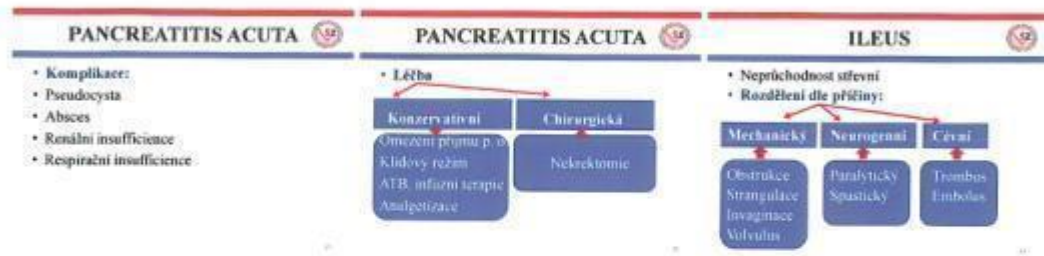 PANCREATITIS ACUTA
• Komplikace:
• Pseudocysta
• Absces
• Renální insufficience
• Respirační insufficience
PANCREATITIS ACUTA
• Léčba
Konzervativní
Omezení příjmu p. o
Klidový režim
ATB. infuzní terapie
Analgetizace
Chirurgická
Nekrektomie
ILEUS
• Neprůchodnost střevní
• Rozdělení dle příčiny:
Mechanický
Obstrukce
Strangulace
Invaginace
Volvulus
Neurogenní
Paralytický
Spastický
Cévní
Trombus
Embolus